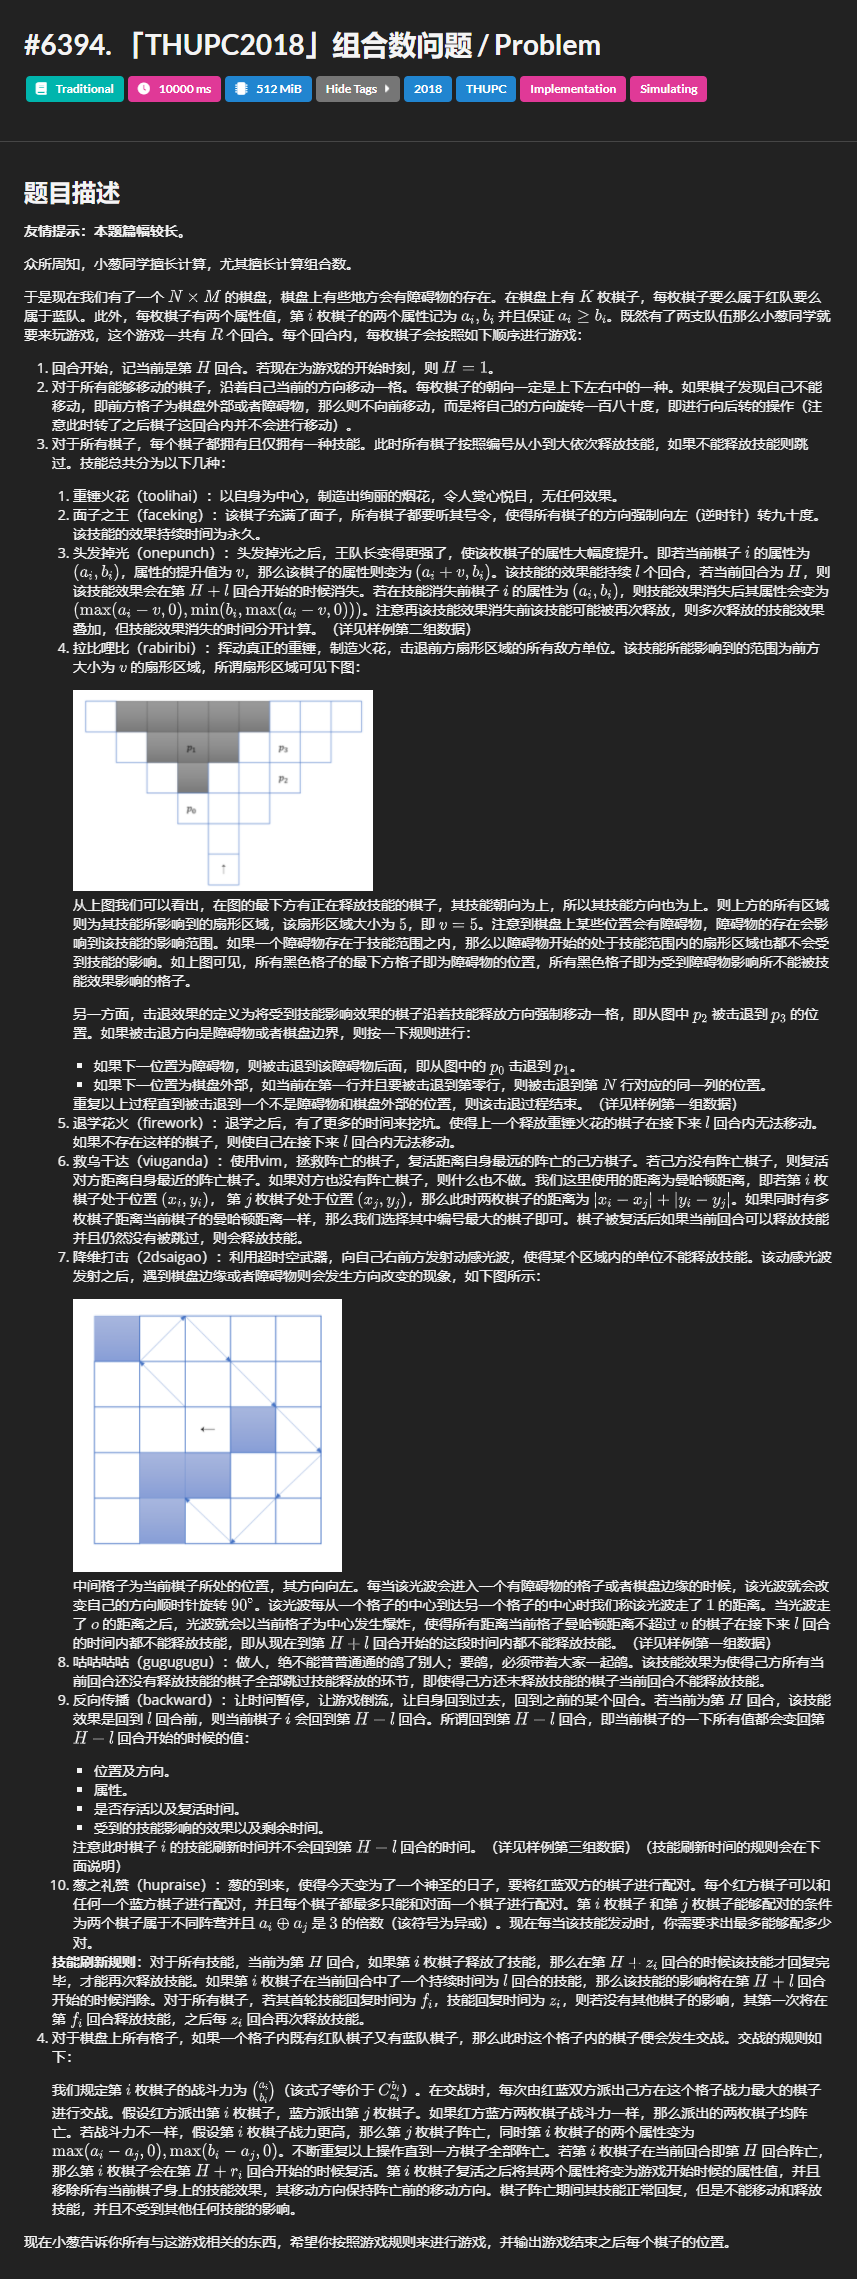 #6394.「THUPC2018」组合数问题 / Problem
Traditional 10000 ms 512 MiB Hide Tags 2018 THUPC Implementation Simulating
题目描述
友情提示：本题篇幅较长。
众所周知，小葱同学擅长计算，尤其擅长计算组合数。
于是现在我们有了一个 N × M 的棋盘，棋盘上有些地方会有障碍物的存在。在棋盘上有 K 枚棋子，每枚棋子要么属于红队要么
属于蓝队。此外，每枚棋子有两个属性值，第 i 枚棋子的两个属性记为 a_i, b_i 并且保证 a_i ≥ b_i。既然有了两支队伍那么小葱同学就
要来玩游戏，这个游戏一共有 R 个回合。每个回合内，每枚棋子会按照如下顺序进行游戏：
1. 回合开始，记当前是第 H 回合。若现在为游戏的开始时刻，则 H = 1。
2. 对于所有能够移动的棋子，沿着自己当前的方向移动一格。每枚棋子的朝向一定是上下左右中的一种。如果棋子发现自己不能
移动，即前方格子为棋盘外部或者障碍物，那么则不向前移动，而是将自己的方向旋转一百八十度，即进行向后转的操作（注
意此时转了之后棋子这回合内并不会进行移动）。
3. 对于所有棋子，每个棋子都拥有且仅拥有一种技能。此时所有棋子按照编号从小到大依次释放技能，如果不能释放技能则跳
过。技能总共分为以下几种：
1. 重锤火花（toolihai）：以自身为中心，制造出绚丽的烟花，令人赏心悦目，无任何效果。
2. 面子之王（faceking）：该棋子充满了面子，所有棋子都要听其号令，使得所有棋子的方向强制向左（逆时针）转九十度。
该技能的效果持续时间为永久。
3. 头发掉光（onepunch）：头发掉光之后，王队长变得更强了，使该枚棋子的属性大幅度提升。即若当前棋子 i 的属性为
(a_i, b_i)，属性的提升值为 v，那么该棋子的属性则变为 (a_i + v, b_i)。该技能的效果能持续 l 个回合，若当前回合为 H，则
该技能效果会在第 H + l 回合开始的时候消失。若在技能消失前棋子 i 的属性为 (a_i, b_i)，则技能效果消失后其属性会变为
(max(a_i − v, 0), min(b_i, max(a_i − v, 0)))。注意再该技能效果消失前该技能可能被再次释放，则多次释放的技能效果
叠加，但技能效果消失的时间分开计算。（详见样例第二组数据）
4. 拉比哩比（rabiribi）：挥动真正的重锤，制造火花，击退前方扇形区域的所有敌方单位。该技能所能影响到的范围为前方
大小为 v 的扇形区域，所谓扇形区域可见下图：
p_1 p_3
p_2
p_0
↑
从上图我们可以看出，在图的最下方有正在释放技能的棋子，其技能朝向为上，所以其技能方向也为上。则上方的所有区域
则为其技能所影响到的扇形区域，该扇形区域大小为 5，即 v = 5。注意到棋盘上某些位置会有障碍物，障碍物的存在会影
响到该技能的影响范围。如果一个障碍物存在于技能范围之内，那么以障碍物开始的处于技能范围内的扇形区域也都不会受
到技能的影响。如上图可见，所有黑色格子的最下方格子即为障碍物的位置，所有黑色格子即为受到障碍物影响所不能被技
能效果影响的格子。
另一方面，击退效果的定义为将受到技能影响效果的棋子沿着技能释放方向强制移动一格，即从图中 p_2 被击退到 p_3 的位
置。如果被击退方向是障碍物或者棋盘边界，则按一下规则进行：
▪ 如果下一位置为障碍物，则被击退到该障碍物后面，即从图中的 p_0 击退到 p_1。
▪ 如果下一位置为棋盘外部，如当前在第一行并且要被击退到第零行，则被击退到第 N 行对应的同一列的位置。
重复以上过程直到被击退到一个不是障碍物和棋盘外部的位置，则该击退过程结束。（详见样例第一组数据）
5. 退学花火（firework）：退学之后，有了更多的时间来挖坑。使得上一个释放重锤火花的棋子在接下来 l 回合内无法移动。
如果不存在这样的棋子，则使自己在接下来 l 回合内无法移动。
6. 救乌干达（viuganda）：使用vim，拯救阵亡的棋子，复活距离自身最远的阵亡的己方棋子。若己方没有阵亡棋子，则复活
对方距离自身最近的阵亡棋子。如果对方也没有阵亡棋子，则什么也不做。我们这里使用的距离为曼哈顿距离，即若第 i 枚
棋子处于位置 (x_i, y_i)， 第 j 枚棋子处于位置 (x_j, y_j)，那么此时两枚棋子的距离为 |x_i − x_j| + |y_i − y_j|。如果同时有多
枚棋子距离当前棋子的曼哈顿距离一样，那么我们选择其中编号最大的棋子即可。棋子被复活后如果当前回合可以释放技能
并且仍然没有被跳过，则会释放技能。
7. 降维打击（2dsaigao）：利用超时空武器，向自己右前方发射动感光波，使得某个区域内的单位不能释放技能。该动感光波
发射之后，遇到棋盘边缘或者障碍物则会发生方向改变的现象，如下图所示：
←
中间格子为当前棋子所处的位置，其方向向左。每当该光波会进入一个有障碍物的格子或者棋盘边缘的时候，该光波就会改
变自己的方向顺时针旋转 90°。该光波每从一个格子的中心到达另一个格子的中心时我们称该光波走了 1 的距离。当光波走
了 o 的距离之后，光波就会以当前格子为中心发生爆炸，使得所有距离当前格子曼哈顿距离不超过 v 的棋子在接下来 l 回合
的时间内都不能释放技能，即从现在到第 H + l 回合开始的这段时间内都不能释放技能。（详见样例第一组数据）
8. 咕咕咕咕（gugugugu）：做人，绝不能普普通通的鸽了别人；要鸽，必须带着大家一起鸽。该技能效果为使得己方所有当
前回合还没有释放技能的棋子全部跳过技能释放的环节，即使得己方还未释放技能的棋子当前回合不能释放技能。
9. 反向传播（backward）：让时间暂停，让游戏倒流，让自身回到过去，回到之前的某个回合。若当前为第 H 回合，该技能
效果是回到 l 回合前，则当前棋子 i 会回到第 H − l 回合。所谓回到第 H − l 回合，即当前棋子的一下所有值都会变回第
H − l 回合开始的时候的值：
▪ 位置及方向。
▪ 属性。
▪ 是否存活以及复活时间。
▪ 受到的技能影响的效果以及剩余时间。
注意此时棋子 i 的技能刷新时间并不会回到第 H − l 回合的时间。（详见样例第三组数据）（技能刷新时间的规则会在下
面说明）
10. 葱之礼赞（hupraise）：葱的到来，使得今天变为了一个神圣的日子，要将红蓝双方的棋子进行配对。每个红方棋子可以和
任何一个蓝方棋子进行配对，并且每个棋子都最多只能和对面一个棋子进行配对。第 i 枚棋子 和第 j 枚棋子能够配对的条件
为两个棋子属于不同阵营并且 a_i ⊕ a_j 是 3 的倍数（该符号为异或）。现在每当该技能发动时，你需要求出最多能够配多少
对。
技能刷新规则：对于所有技能，当前为第 H 回合，如果第 i 枚棋子释放了技能，那么在第 H + z_i 回合的时候该技能才回复完
毕，才能再次释放技能。如果第 i 枚棋子在当前回合中了一个持续时间为 l 回合的技能，那么该技能的影响将在第 H + l 回合
开始的时候消除。对于所有棋子，若其首轮技能回复时间为 f_i，技能回复时间为 z_i，则若没有其他棋子的影响，其第一次将在
第 f_i 回合释放技能，之后每 z_i 回合再次释放技能。
4. 对于棋盘上所有格子，如果一个格子内既有红队棋子又有蓝队棋子，那么此时这个格子内的棋子便会发生交战。交战的规则如
下：
我们规定第 i 枚棋子的战斗力为 (a_i b_i)（该式子等价于 C_{a_i}^{b_i}）。在交战时，每次由红蓝双方派出己方在这个格子战力最大的棋子
进行交战。假设红方派出第 i 枚棋子，蓝方派出第 j 枚棋子。如果红方蓝方两枚棋子战斗力一样，那么派出的两枚棋子均阵
亡。若战斗力不一样，假设第 i 枚棋子战力更高，那么第 j 枚棋子阵亡，同时第 i 枚棋子的两个属性变为
max(a_i − a_j, 0), max(b_i − a_j, 0)。不断重复以上操作直到一方棋子全部阵亡。若第 i 枚棋子在当前回合即第 H 回合阵亡，
那么第 i 枚棋子会在第 H + r_i 回合开始的时候复活。第 i 枚棋子复活之后将其两个属性将变为游戏开始时候的属性值，并且
移除所有当前棋子身上的技能效果，其移动方向保持阵亡前的移动方向。棋子阵亡期间其技能正常回复，但是不能移动和释放
技能，并且不受到其他任何技能的影响。
现在小葱告诉你所有与这游戏相关的东西，希望你按照游戏规则来进行游戏，并输出游戏结束之后每个棋子的位置。